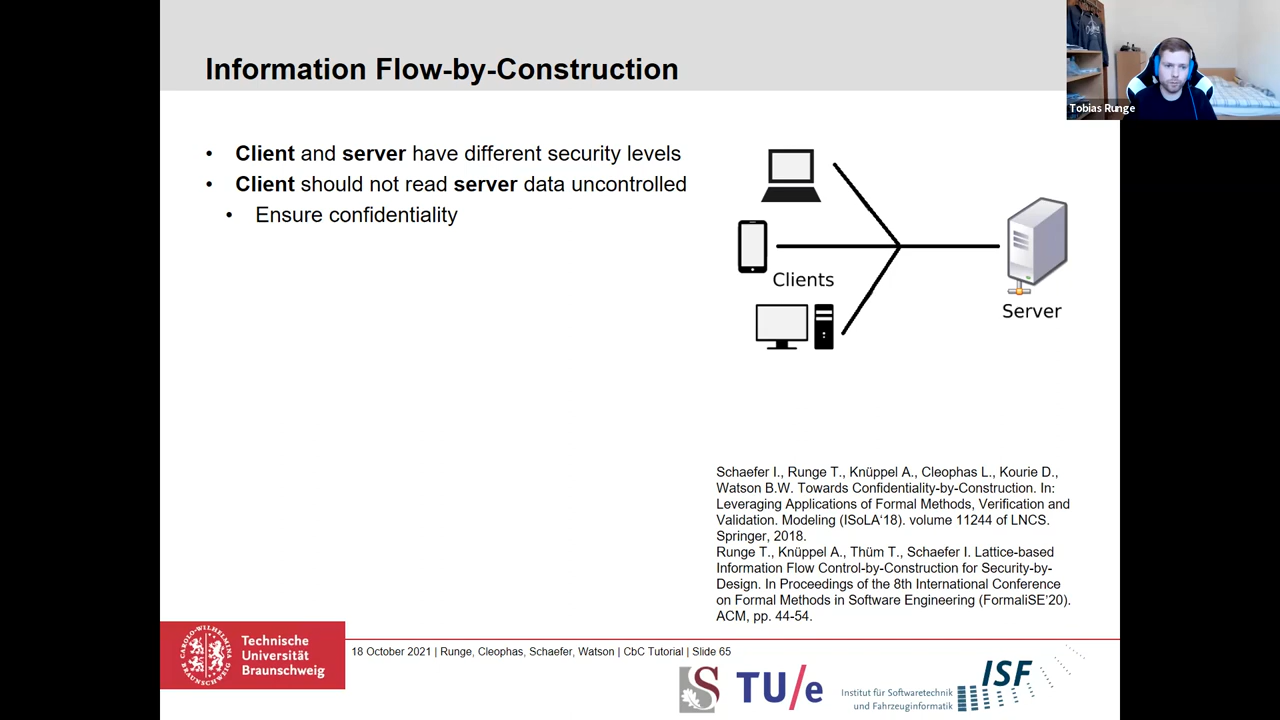 Information Flow-by-Construction
Tobias Runge
• Client and server have different security levels
• Client should not read server data uncontrolled
• Ensure confidentiality
Clients
Server
Schaefer I., Runge T., Knüppel A., Cleophas L., Kourie D.,
Watson B.W. Towards Confidentiality-by-Construction. In:
Leveraging Applications of Formal Methods, Verification and
Validation. Modeling (ISoLA‘18). volume 11244 of LNCS.
Springer, 2018.
Runge T., Knüppel A., Thüm T., Schaefer I. Lattice-based
Information Flow Control-by-Construction for Security-by-
Design. In Proceedings of the 8th International Conference
on Formal Methods in Software Engineering (FormaliSE'20).
ACM, pp. 44-54.
CAROLO-WILHELMINA
BRAUNSCHWEIG
Technische
Universität
Braunschweig
18 October 2021 | Runge, Cleophas, Schaefer, Watson | CbC Tutorial | Slide 65
S
TU/e
Institut für Softwaretechnik
und Fahrzeuginformatik
ISF